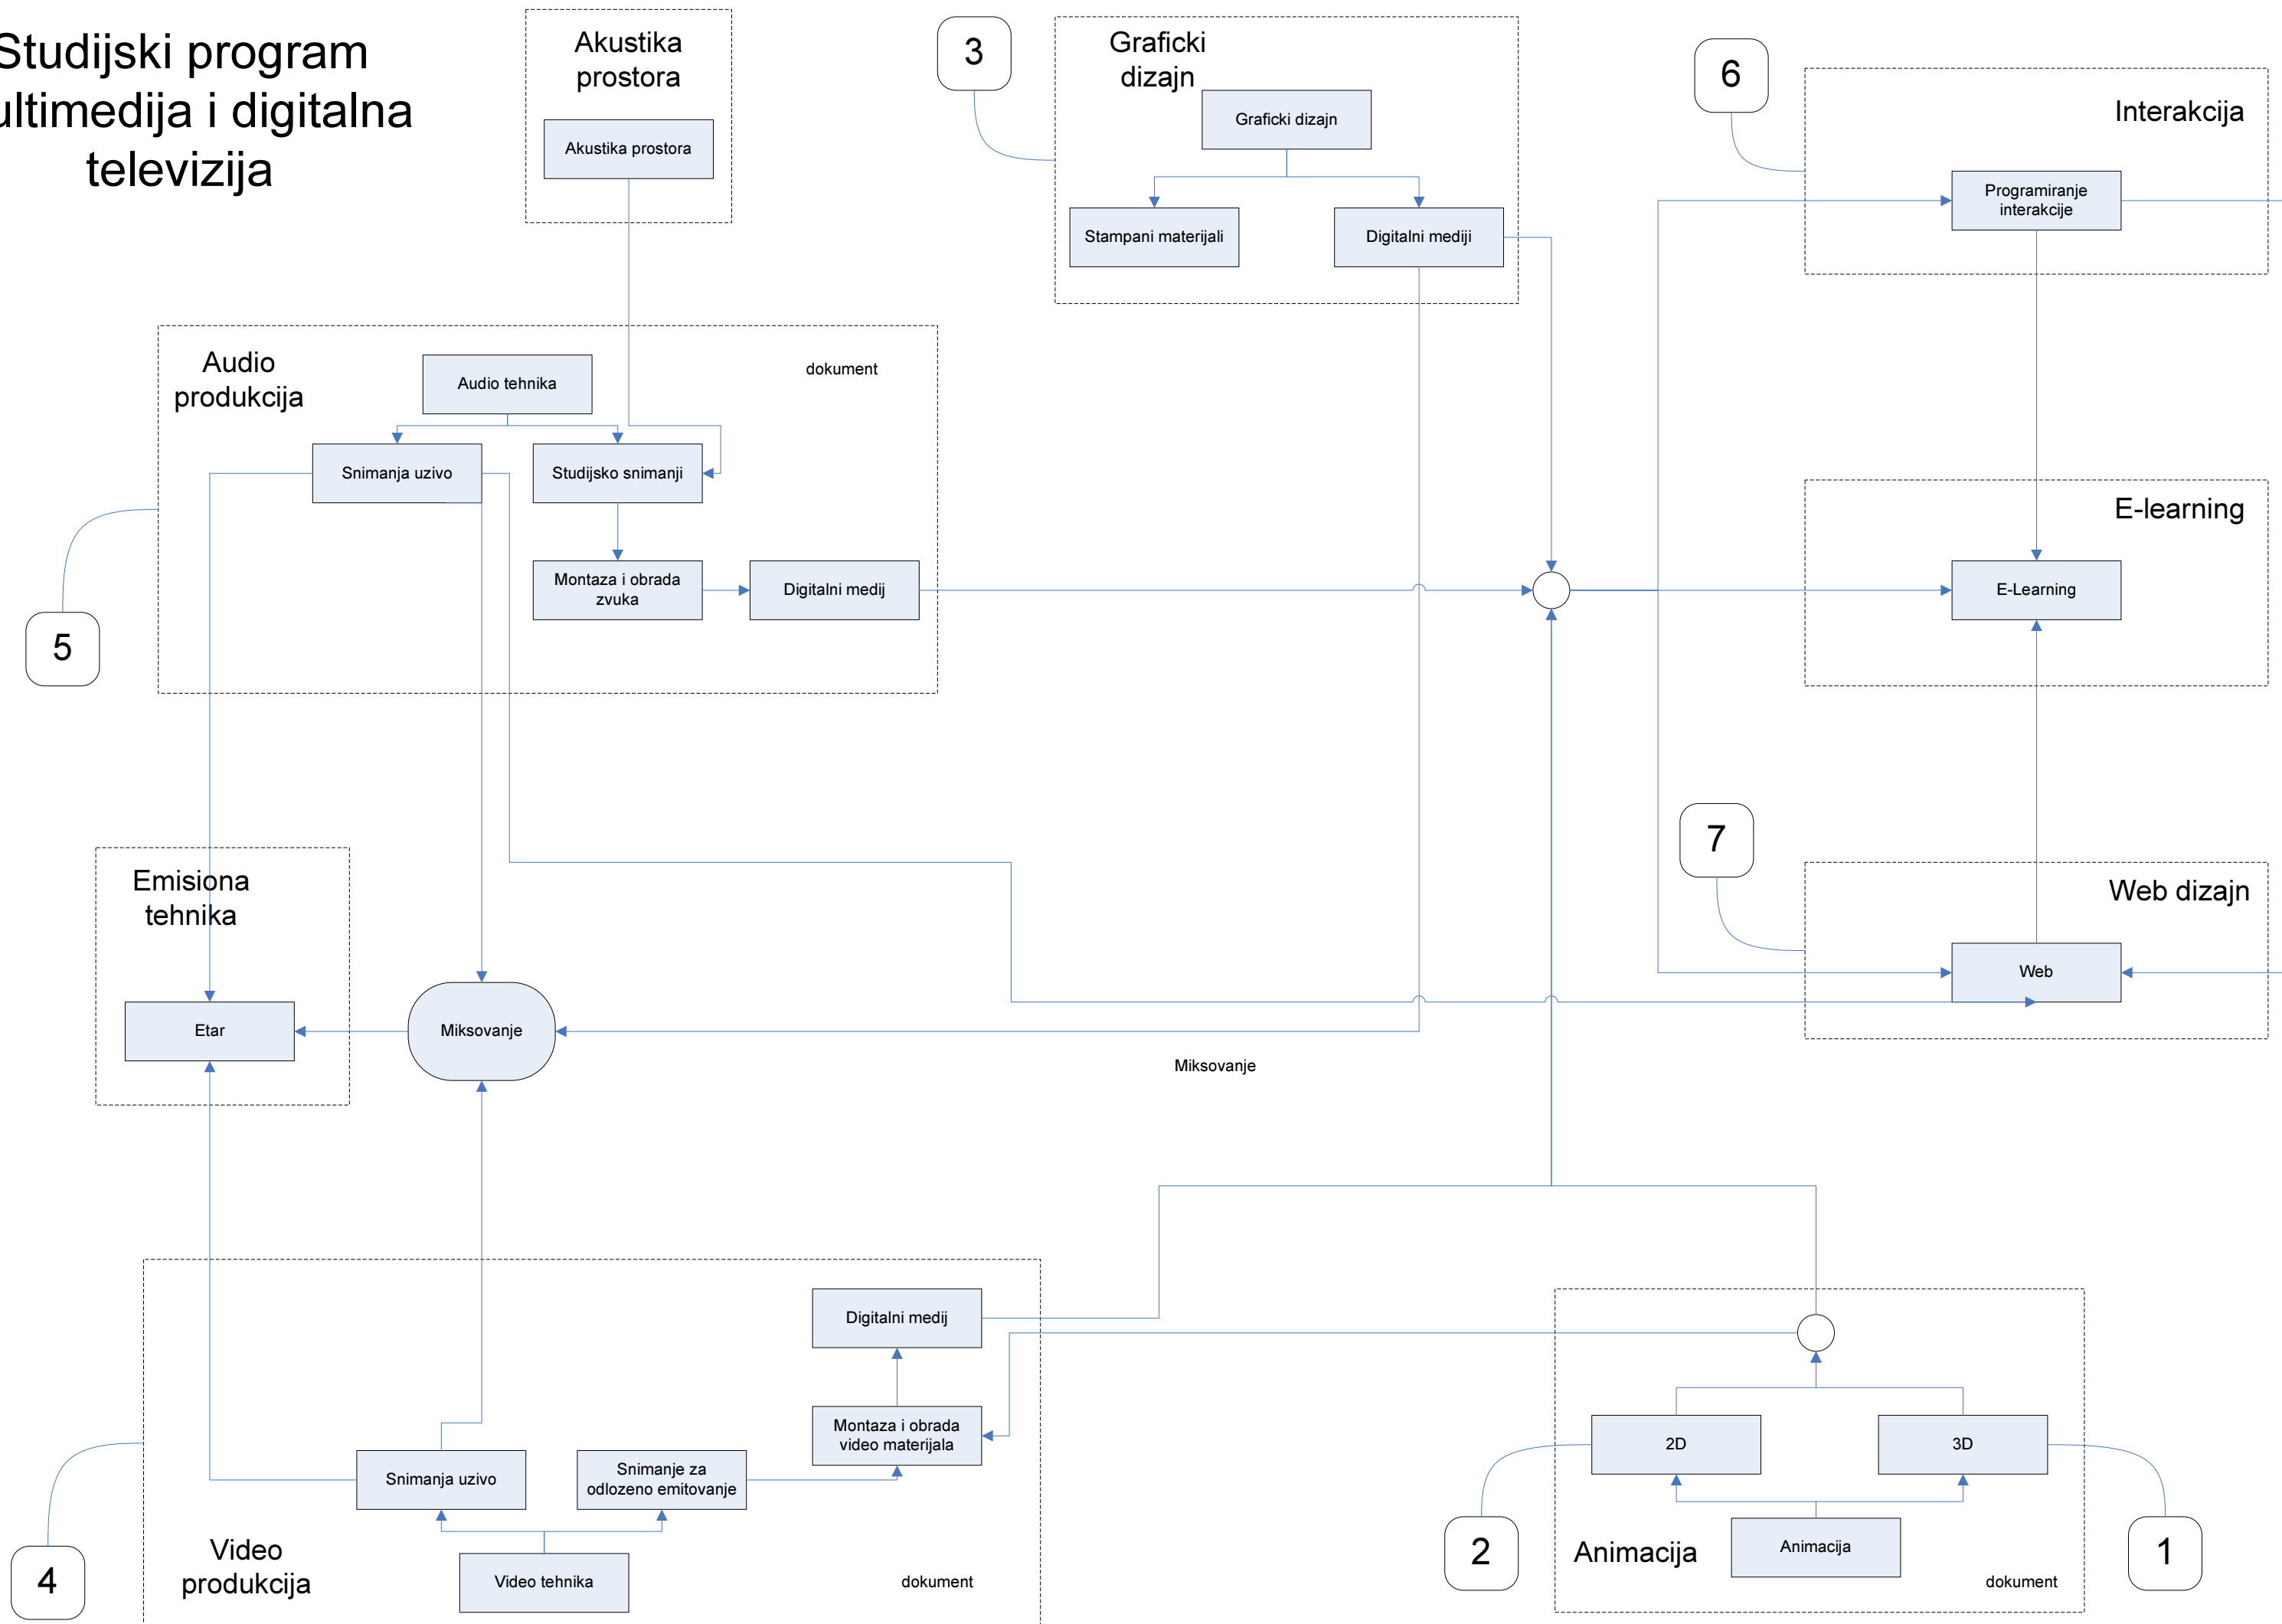 Studijski program
ultimedija i digitalna
televizija
Akustika
prostora
Akustika prostora
3
Graficki
dizajn
Graficki dizajn
Stampani materijali
Digitalni mediji
6
Interakcija
Programiranje
interakcije
Audio
produkcija
dokument
Audio tehnika
Snimanja uzivo
Studijsko snimanji
Montaza i obrada
zvuka
Digitalni medij
5
E-learning
E-Learning
7
Web dizajn
Web
Emisiona
tehnika
Etar
Miksovanje
Miksovanje
Digitalni medij
Montaza i obrada
video materijala
Snimanja uzivo
Snimanje za
odlozeno emitovanje
Video tehnika
Video
produkcija
dokument
4
2D
3D
Animacija
Animacija
dokument
2
1